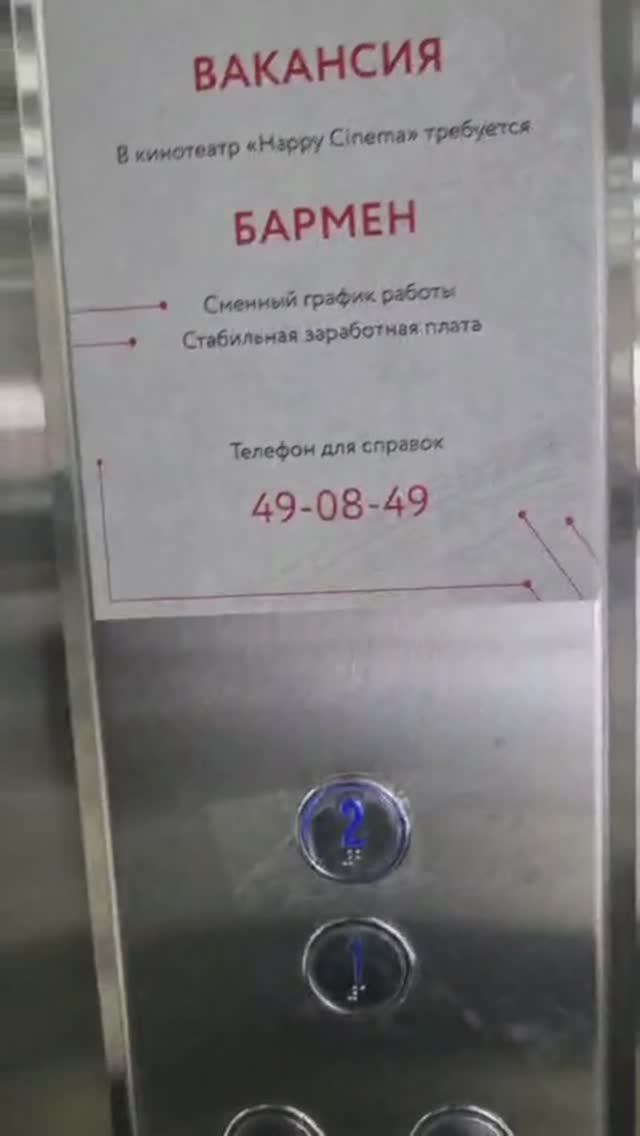 ВАКАНСИЯ
В кинотеатр «Happy Cinema» требуется
БАРМЕН
Сменный график работы
Стабильная заработная плата
Телефон для справок
49-08-49
2
1